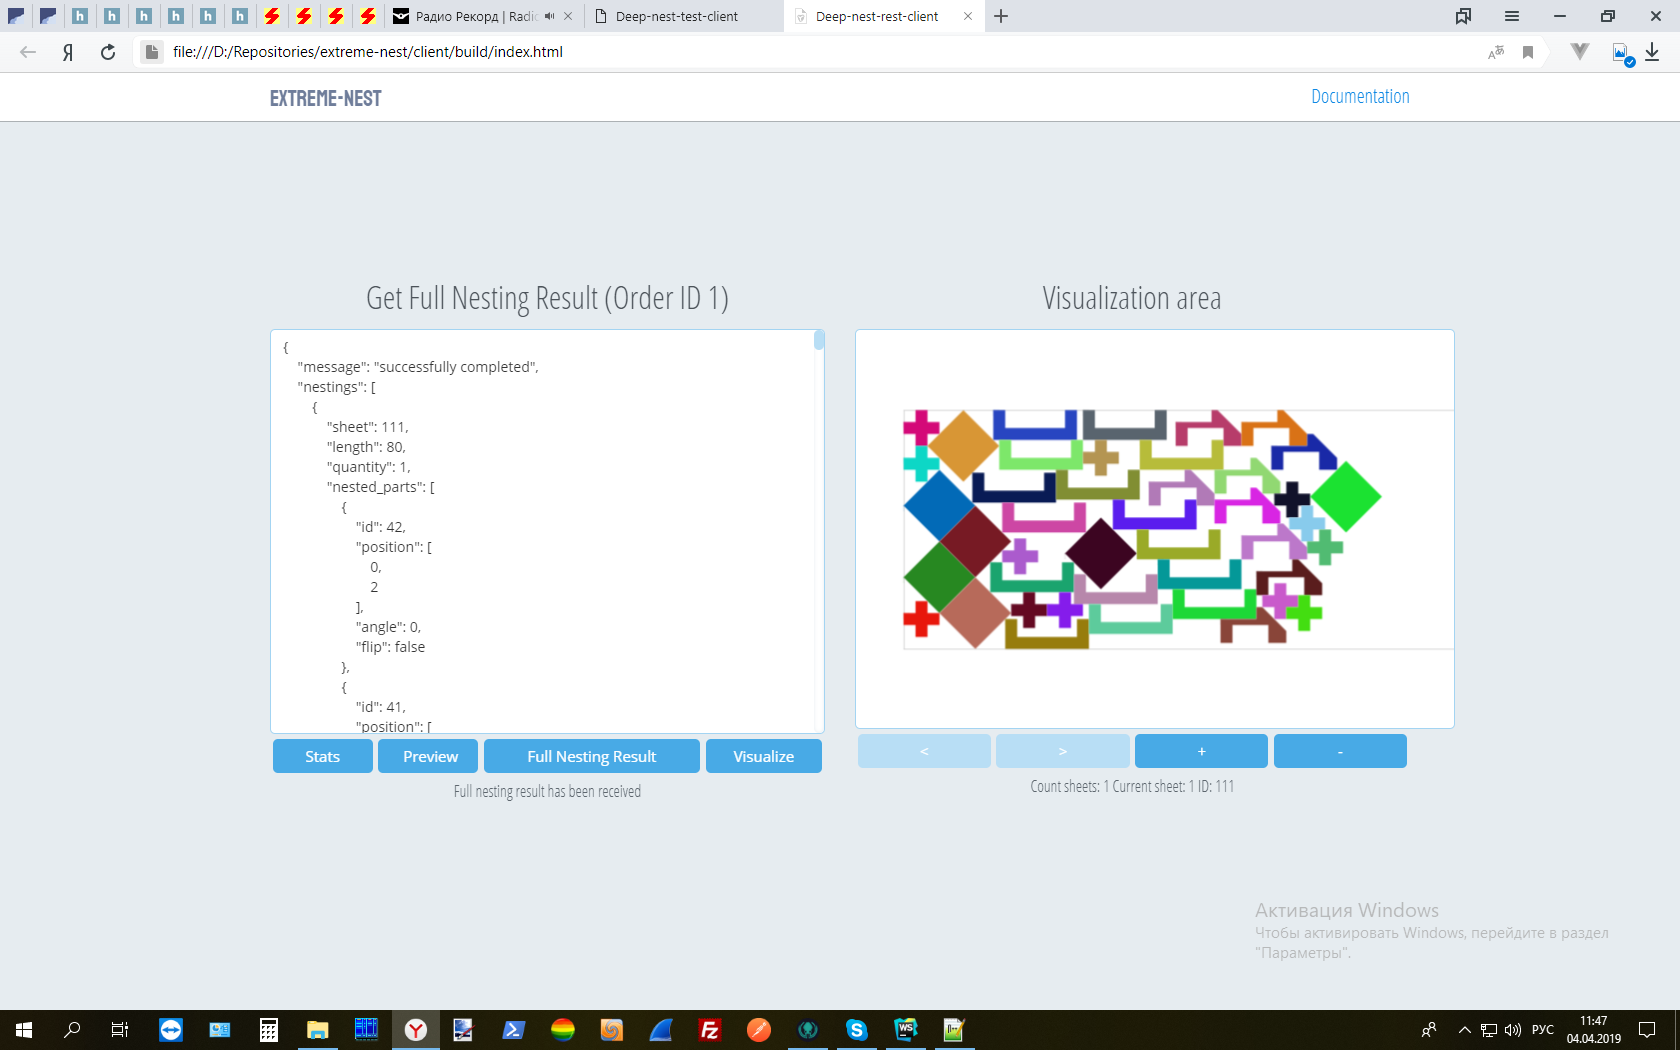 Радио Рекорд | Radi
Deep-nest-test-client
Deep-nest-rest-client
file:///D:/Repositories/extreme-nest/client/build/index.html
EXTREME-NEST
Documentation
Get Full Nesting Result (Order ID 1)
Visualization area
{
"message": "successfully completed",
"nestings": [
{
"sheet": 111,
"length": 80,
"quantity": 1,
"nested_parts": [
{
"id": 42,
"position": [
0,
2
],
"angle": 0,
"flip": false
},
{
"id": 41,
"position": [
Stats
Preview
Full Nesting Result
Visualize
<
>
+
-
Full nesting result has been received
Count sheets: 1 Current sheet: 1 ID: 111
Активация Windows
Чтобы активировать Windows, перейдите в раздел
"Параметры".
РУС
11:47
04.04.2019